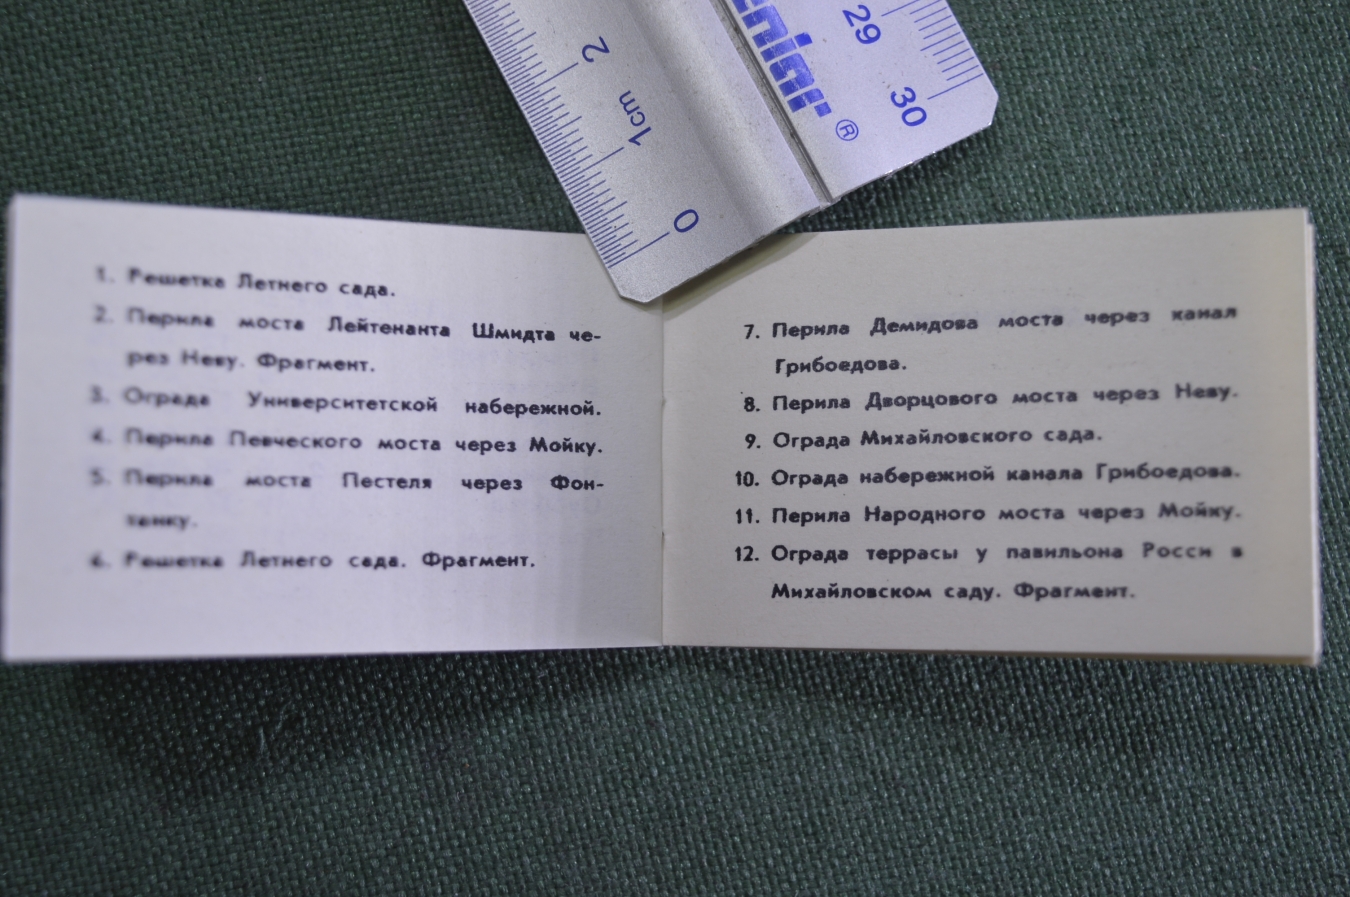 2
1cm
0
29
30
®
1. Решетка Летнего сада.
2. Перила моста Лейтенанта Шмидта че-
рез Неву. Фрагмент.
3. Ограда Университетской набережной.
4. Перила Певческого моста через Мойку.
5. Перила моста Пестеля через Фон-
танку.
6. Решетка Летнего сада. Фрагмент.
7. Перила Демидова моста через канал
Грибоедова.
8. Перила Дворцового моста через Неву.
9. Ограда Михайловского сада.
10. Ограда набережной канала Грибоедова.
11. Перила Народного моста через Мойку.
12. Ограда террасы у павильона Росси в
Михайловском саду. Фрагмент.